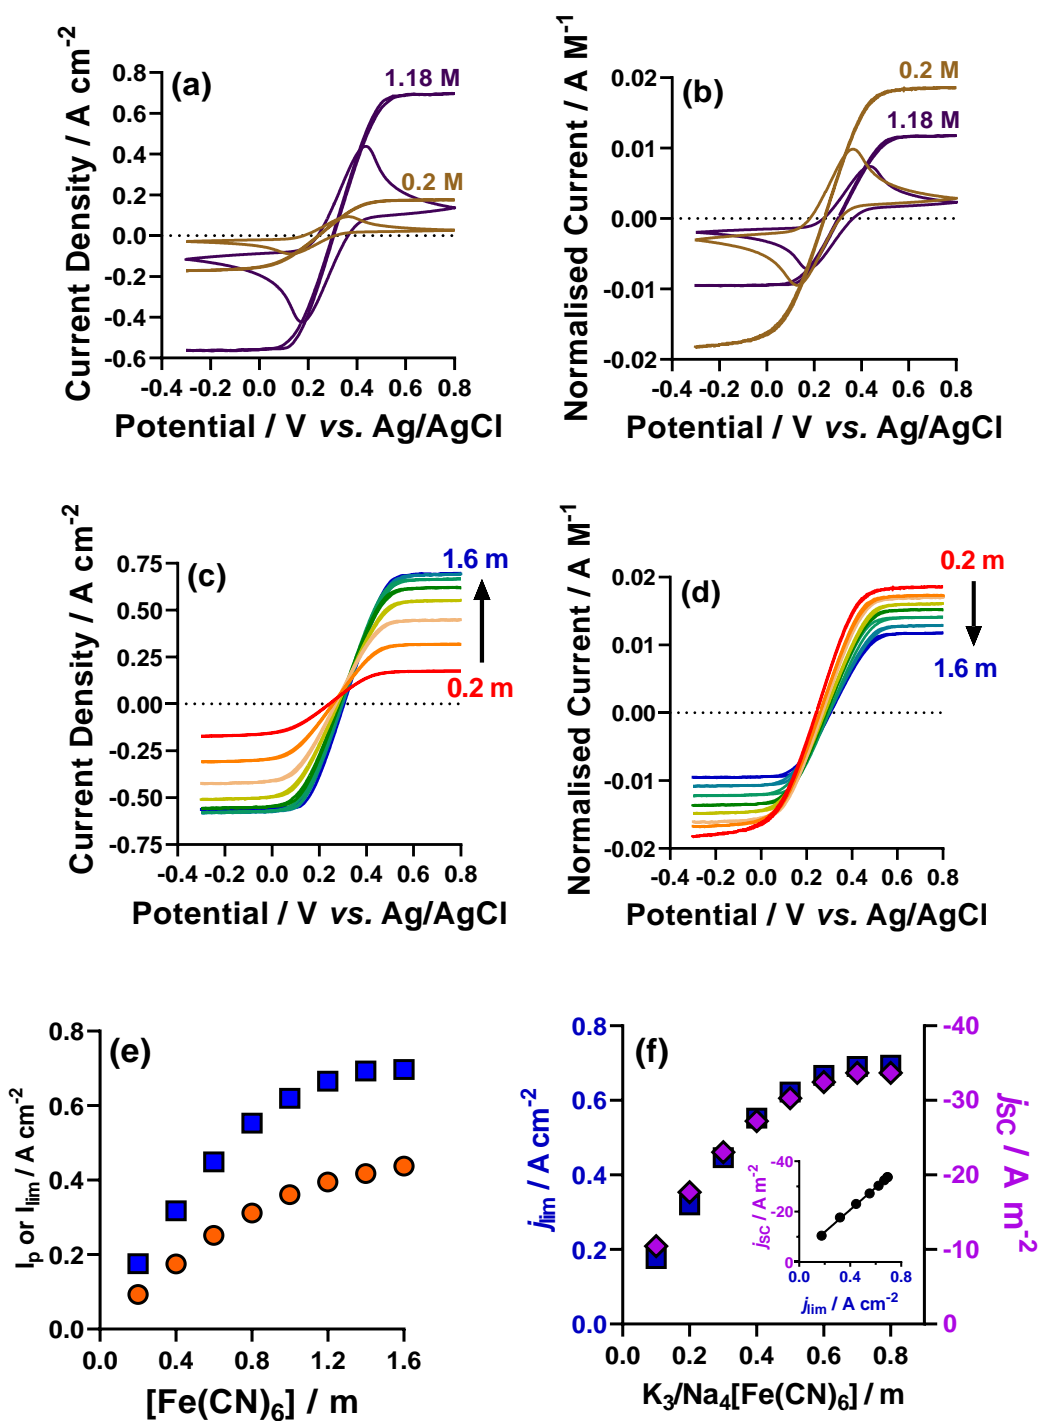 (a)
Current Density / A cm-2
0.8
0.6
0.4
0.2
0.0
-0.2
-0.4
-0.6
1.18 M
0.2 M
-0.4 -0.2 0.0 0.2 0.4 0.6 0.8
Potential / V vs. Ag/AgCl
(b)
Normalised Current / A M-1
0.02
0.01
0.00
-0.01
-0.02
0.2 M
1.18 M
-0.4 -0.2 0.0 0.2 0.4 0.6 0.8
Potential / V vs. Ag/AgCl
(c)
Current Density / A cm-2
0.75
0.50
0.25
0.00
-0.25
-0.50
-0.75
1.6 m
0.2 m
-0.4 -0.2 0.0 0.2 0.4 0.6 0.8
Potential / V vs. Ag/AgCl
(d)
Normalised Current / A M-1
0.02
0.01
0.00
-0.01
-0.02
0.2 m
1.6 m
-0.4 -0.2 0.0 0.2 0.4 0.6 0.8
Potential / V vs. Ag/AgCl
(e)
Ip or Ilim / A cm-2
0.8
0.6
0.4
0.2
0.0
0.0 0.4 0.8 1.2 1.6
[Fe(CN)6] / m
(f)
jlim / A cm-2
0.8
0.6
0.4
0.2
0.0
-40
-30
-20
-10
0
jSC / A m-2
jSC / A m-2
-40
-20
0
0.0 0.4 0.8
jlim / A cm-2
0.0 0.2 0.4 0.6 0.8
K3/Na4[Fe(CN)6] / m